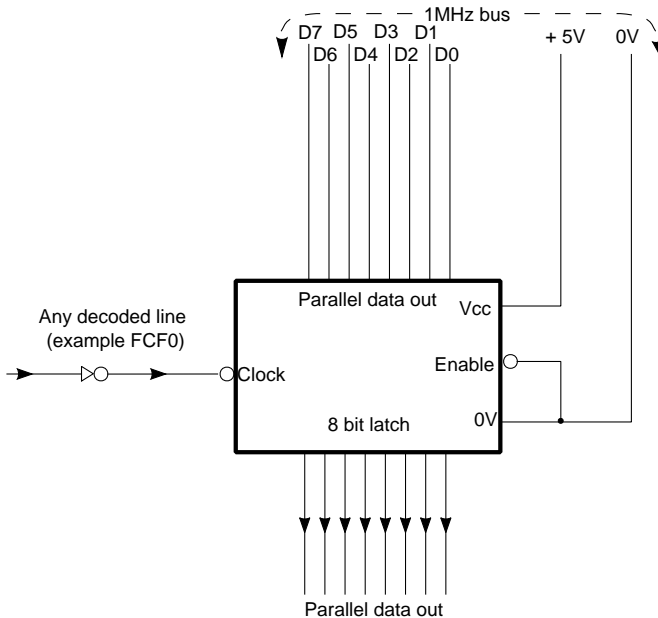 1MHz bus
D7 D5 D3 D1
D6 D4 D2 D0
+ 5V 0V
Parallel data out
Vcc
Any decoded line
(example FCF0)
Enable
Clock
8 bit latch
0V
Parallel data out